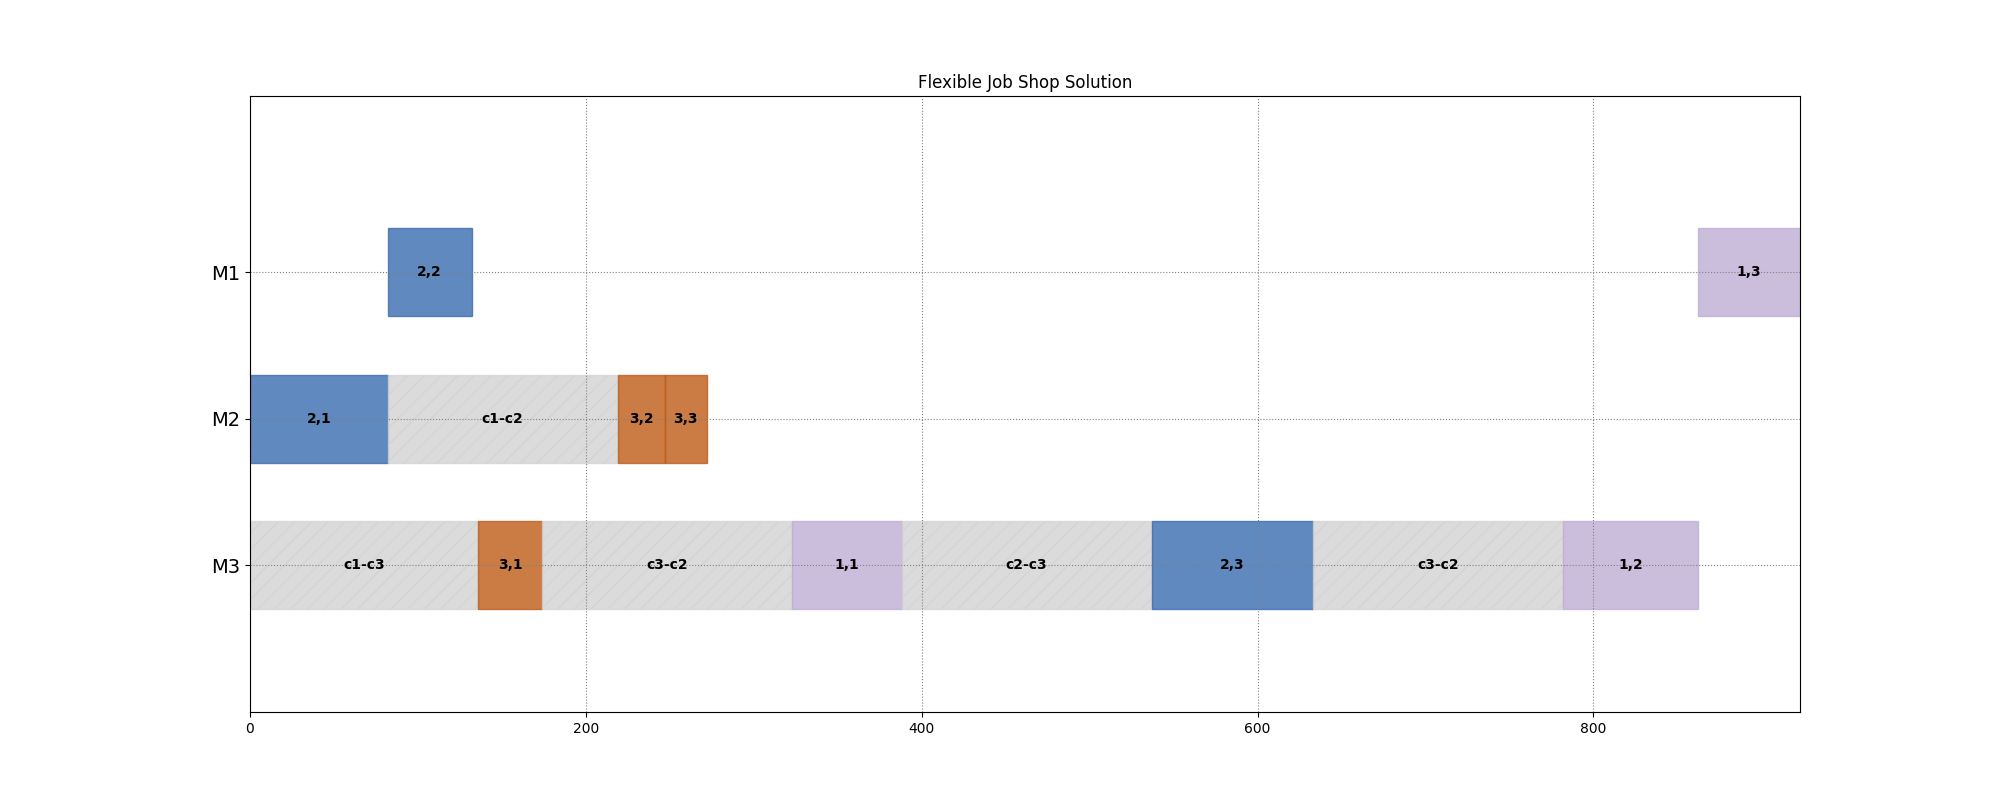 Flexible Job Shop Solution
M1
2,2
1,3
M2
2,1
c1-c2
3,2
3,3
M3
c1-c3
3,1
c3-c2
1,1
c2-c3
2,3
c3-c2
1,2
0
200
400
600
800